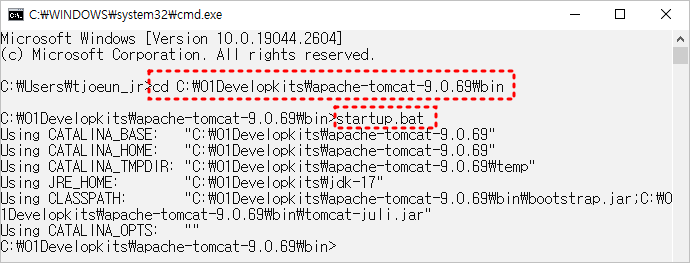 C:₩WINDOWS₩system32₩cmd.exe
Microsoft Windows [Version 10.0.19044.2604]
(c) Microsoft Corporation. All rights reserved.
C:₩Users₩tjoeun_jr>cd C:₩01Developkits₩apache-tomcat-9.0.69₩bin
C:₩01Developkits₩apache-tomcat-9.0.69₩bin>startup.bat
Using CATALINA_BASE:   "C:₩01Developkits₩apache-tomcat-9.0.69"
Using CATALINA_HOME:   "C:₩01Developkits₩apache-tomcat-9.0.69"
Using CATALINA_TMPDIR: "C:₩01Developkits₩apache-tomcat-9.0.69₩temp"
Using JRE_HOME:        "C:₩01Developkits₩jdk-17"
Using CLASSPATH:       "C:₩01Developkits₩apache-tomcat-9.0.69₩bin₩bootstrap.jar;C:₩0
1Developkits₩apache-tomcat-9.0.69₩bin₩tomcat-juli.jar"
Using CATALINA_OPTS:   ""
C:₩01Developkits₩apache-tomcat-9.0.69₩bin>